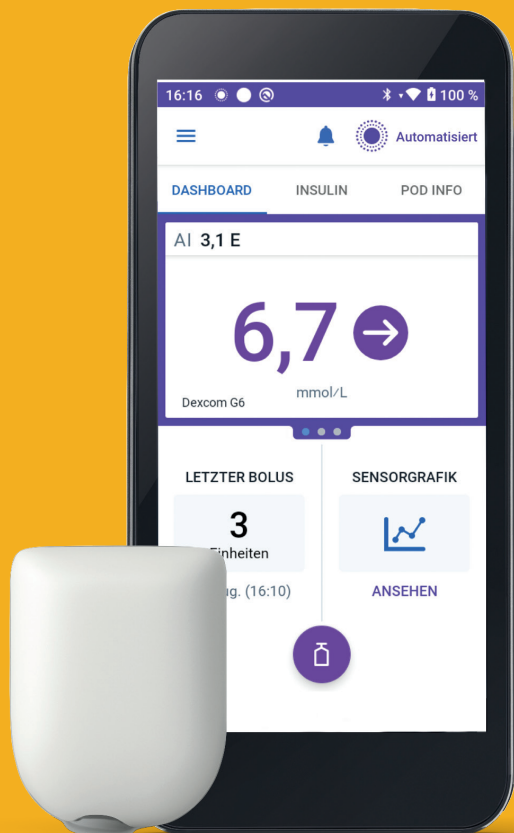 16:16 100 %
Automatisiert
DASHBOARD INSULIN POD INFO
AI 3,1 E
6,7
mmol/L
Dexcom G6
LETZTER BOLUS SENSORGRAFIK
3
Einheiten
(16:10) ANSEHEN